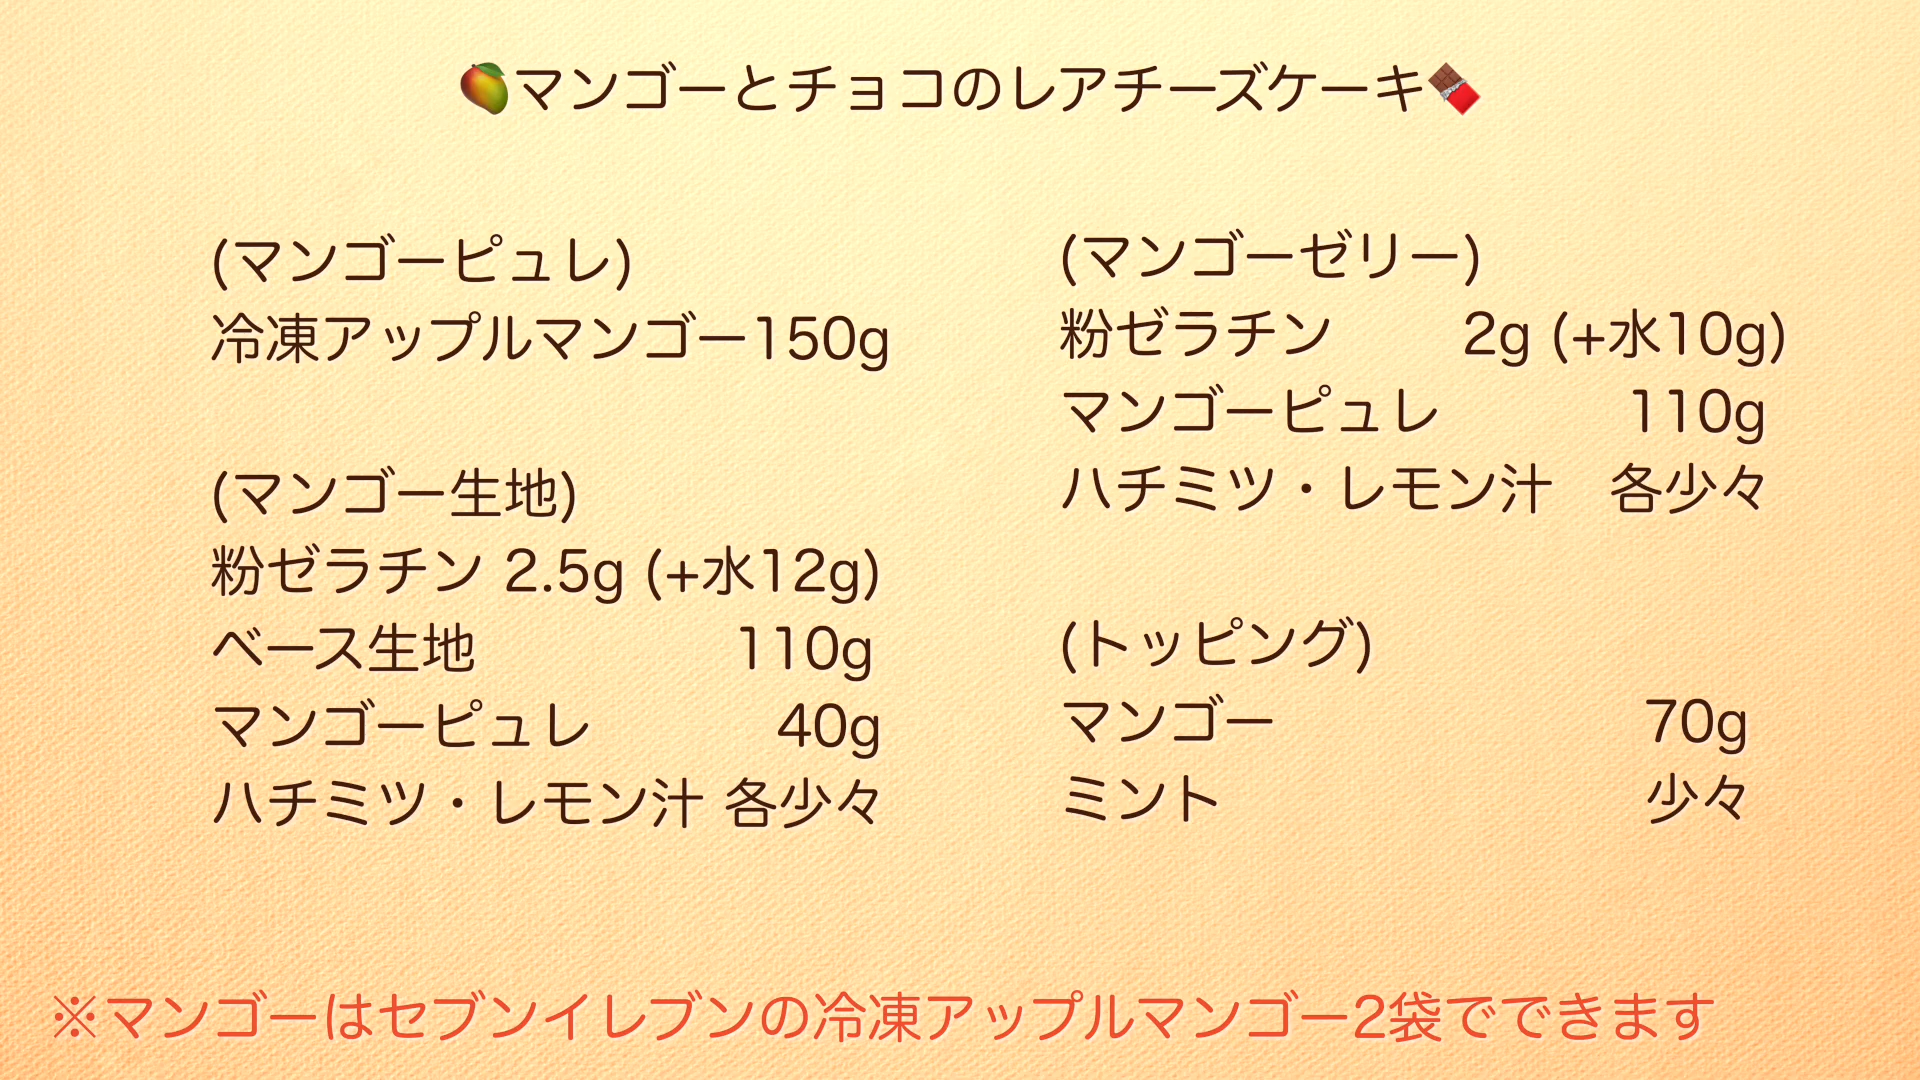 🥭マンゴーとチョコのレアチーズケーキ🍫
(マンゴーピュレ)
冷凍アップルマンゴー150g
(マンゴー生地)
粉ゼラチン 2.5g (+水12g)
ベース生地 110g
マンゴーピュレ 40g
ハチミツ・レモン汁 各少々
(マンゴーゼリー)
粉ゼラチン 2g (+水10g)
マンゴーピュレ 110g
ハチミツ・レモン汁 各少々
(トッピング)
マンゴー 70g
ミント 少々
※マンゴーはセブンイレブンの冷凍アップルマンゴー2袋でできます